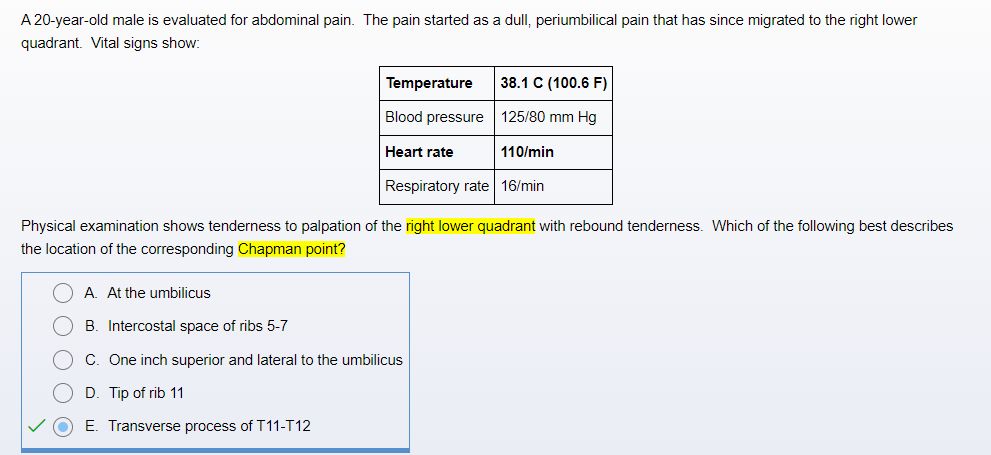 A 20-year-old male is evaluated for abdominal pain.  The pain started as a dull, periumbilical pain that has since migrated to the right lower
quadrant.  Vital signs show:
Temperature 38.1 C (100.6 F)
Blood pressure 125/80 mm Hg
Heart rate 110/min
Respiratory rate 16/min
Physical examination shows tenderness to palpation of the right lower quadrant with rebound tenderness.  Which of the following best describes
the location of the corresponding Chapman point?
A. At the umbilicus
B. Intercostal space of ribs 5-7
C. One inch superior and lateral to the umbilicus
D. Tip of rib 11
E. Transverse process of T11-T12